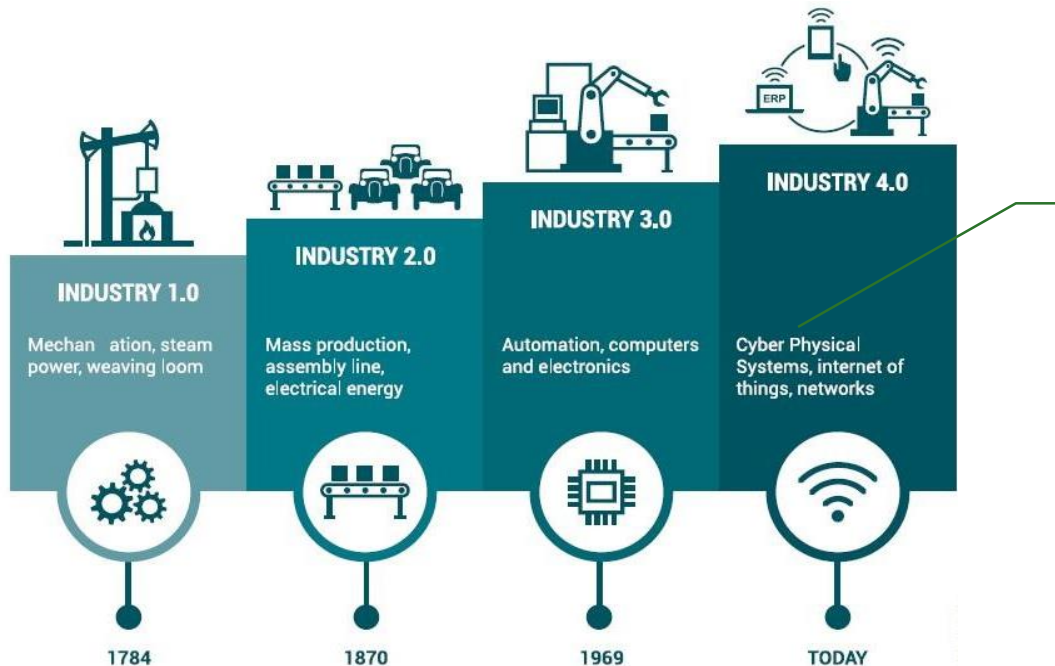 ERP
INDUSTRY 1.0
Mechan ation, steam
power, weaving loom
INDUSTRY 2.0
Mass production,
assembly line,
electrical energy
INDUSTRY 3.0
Automation, computers
and electronics
INDUSTRY 4.0
Cyber Physical
Systems, internet of
things, networks
1784
1870
1969
TODAY